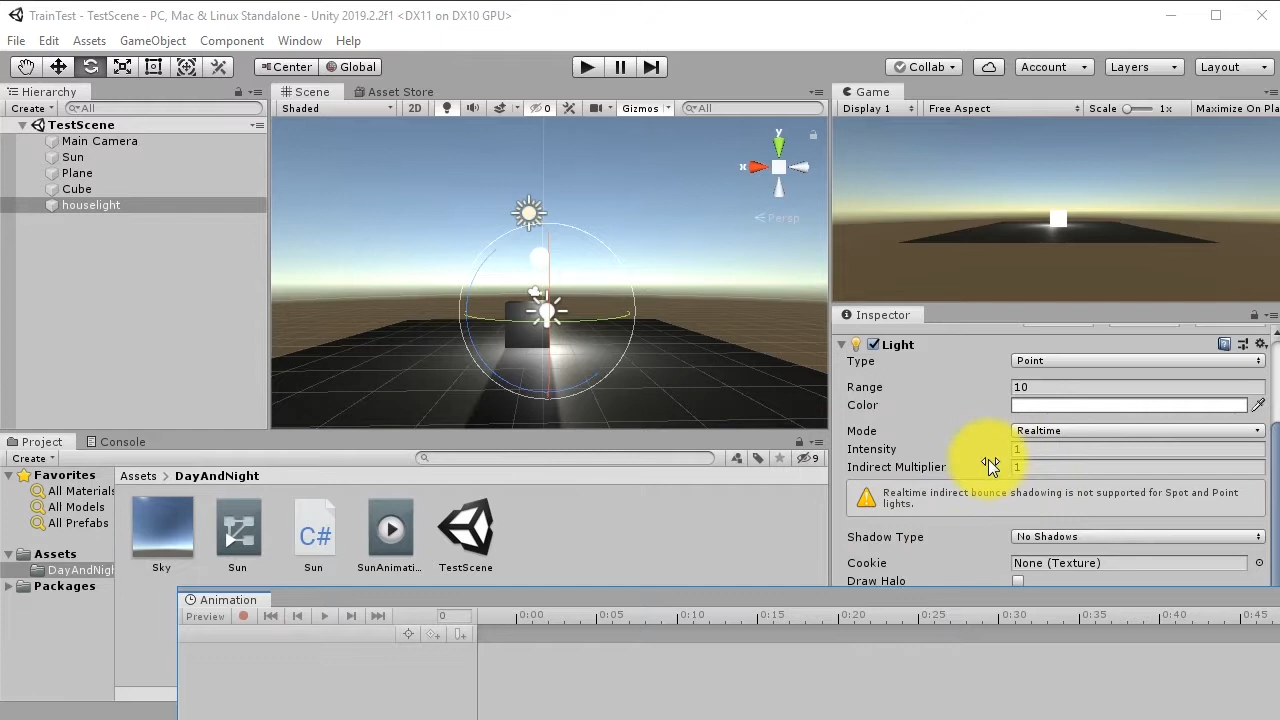 TrainTest - TestScene - PC, Mac & Linux Standalone - Unity 2019.2.2f1 <DX11 on DX10 GPU>
File Edit Assets GameObject Component Window Help
Center Global Collab Account Layers Layout
Hierarchy
Create All
TestScene
Main Camera
Sun
Plane
Cube
houselight
Scene Asset Store
Shaded 2D 0 Gizmos All
y
x
Persp
Game
Display 1 Free Aspect Scale 1x Maximize On Pla
Inspector
Light
Type Point
Range 10
Color
Mode Realtime
Intensity 1
Indirect Multiplier 1
Realtime indirect bounce shadowing is not supported for Spot and Point
lights.
Shadow Type No Shadows
Cookie None (Texture)
Draw Halo
Project Console
Create 9
Favorites
All Materials
All Models
All Prefabs
Assets
DayAndNigh
Packages
Assets > DayAndNight
C#
Sky Sun Sun SunAnimati... TestScene
Animation
Preview 0 0:00 0:05 0:10 0:15 0:20 0:25 0:30 0:35 0:40 0:45